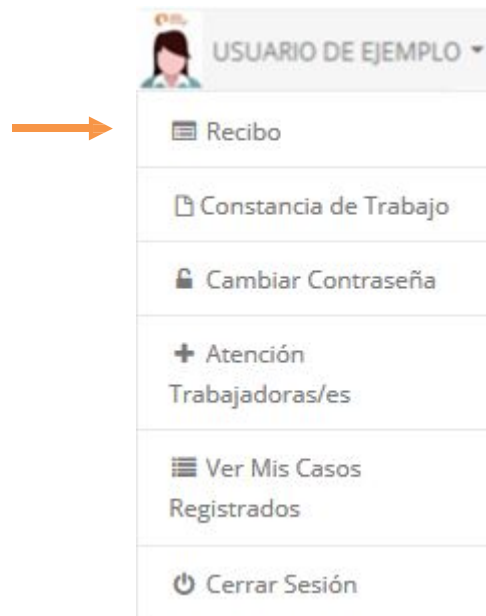 USUARIO DE EJEMPLO
Recibo
Constancia de Trabajo
Cambiar Contraseña
Atención
Trabajadoras/es
Ver Mis Casos
Registrados
Cerrar Sesión